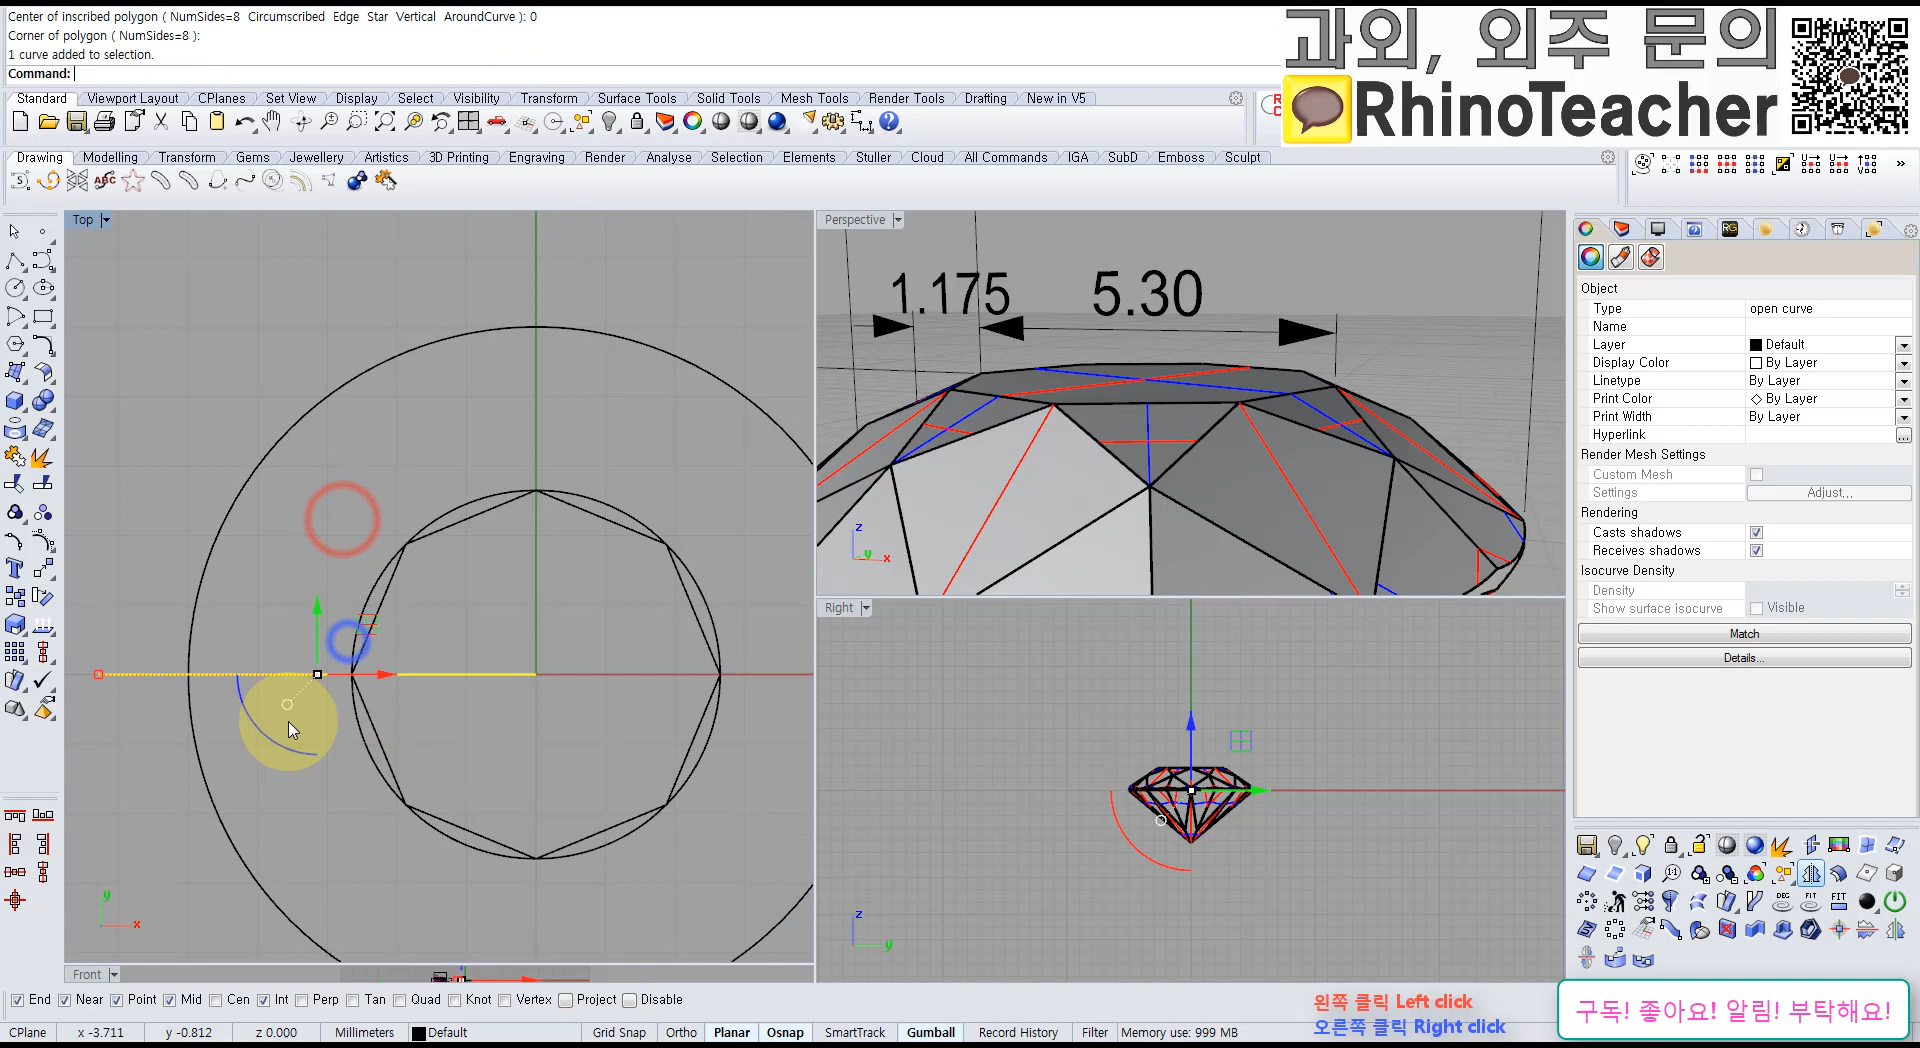 Center of inscribed polygon ( NumSides=8 Circumscribed Edge Star Vertical AroundCurve ): 0
Corner of polygon ( NumSides=8 ):
1 curve added to selection.
Command:
과외, 외주 문의
RhinoTeacher
Standard Viewport Layout CPlanes Set View Display Select Visibility Transform Surface Tools Solid Tools Mesh Tools Render Tools Drafting New in V5
Drawing Modelling Transform Gems Jewellery Artistics 3D Printing Engraving Render Analyse Selection Elements Stuller Cloud All Commands IGA SubD Emboss Sculpt
ABC
»
Top
Perspective
1.175 5.30
z
y x
Right
z
y
y
x
Front
RG
Object
Type open curve
Name
Layer Default
Display Color By Layer
Linetype By Layer
Print Color By Layer
Print Width By Layer
Hyperlink ...
Render Mesh Settings
Custom Mesh
Settings Adjust...
Rendering
Casts shadows
Receives shadows
Isocurve Density
Density
Show surface isocurve Visible
Match
Details...
DEG FIT FIT
End Near Point Mid Cen Int Perp Tan Quad Knot Vertex Project Disable
왼쪽 클릭 Left click
오른쪽 클릭 Right click
구독! 좋아요! 알림! 부탁해요!
CPlane x -3.711 y -0.812 z 0.000 Millimeters Default Grid Snap Ortho Planar Osnap SmartTrack Gumball Record History Filter Memory use: 999 MB